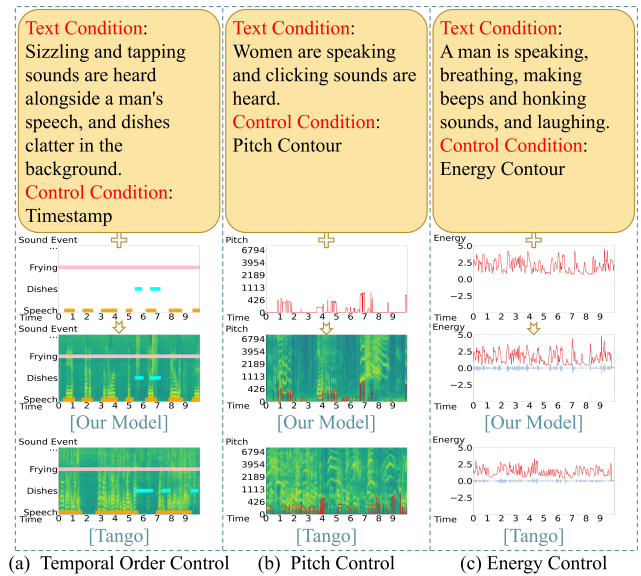 Text Condition:
Sizzling and tapping
sounds are heard
alongside a man's
speech, and dishes
clatter in the
background.
Control Condition:
Timestamp
Sound Event
...
Frying
Dishes
Speech
Time
0 1 2 3 4 5 6 7 8 9
Sound Event
Frying
Dishes
Speech
Time
0 1 2 3 4 5 6 7 8 9
[Our Model]
Sound Event
...
Frying
Dishes
Speech
Time
[Tango]
(a) Temporal Order Control
Text Condition:
Women are speaking
and clicking sounds are
heard.
Control Condition:
Pitch Contour
Pitch
6794
3954
2189
1113
426
0
Time
0 1 2 3 4 5 6 7 8 9
Pitch
6794
3954
2189
1113
426
0
Time
0 1 2 3 4 5 6 7 8 9
[Our Model]
Pitch
6794
3954
2189
1113
426
0
Time
0 1 2 3 4 5 6 7 8 9
[Tango]
(b) Pitch Control
Text Condition:
A man is speaking,
breathing, making
beeps and honking
sounds, and laughing.
Control Condition:
Energy Contour
Energy
5.0
2.5
0.0
−2.5
Time
0 1 2 3 4 5 6 7 8 9
Energy
5.0
2.5
0.0
−2.5
Time
0 1 2 3 4 5 6 7 8 9
[Our Model]
Energy
5.0
2.5
0.0
−2.5
Time
0 1 2 3 4 5 6 7 8 9
[Tango]
(c) Energy Control